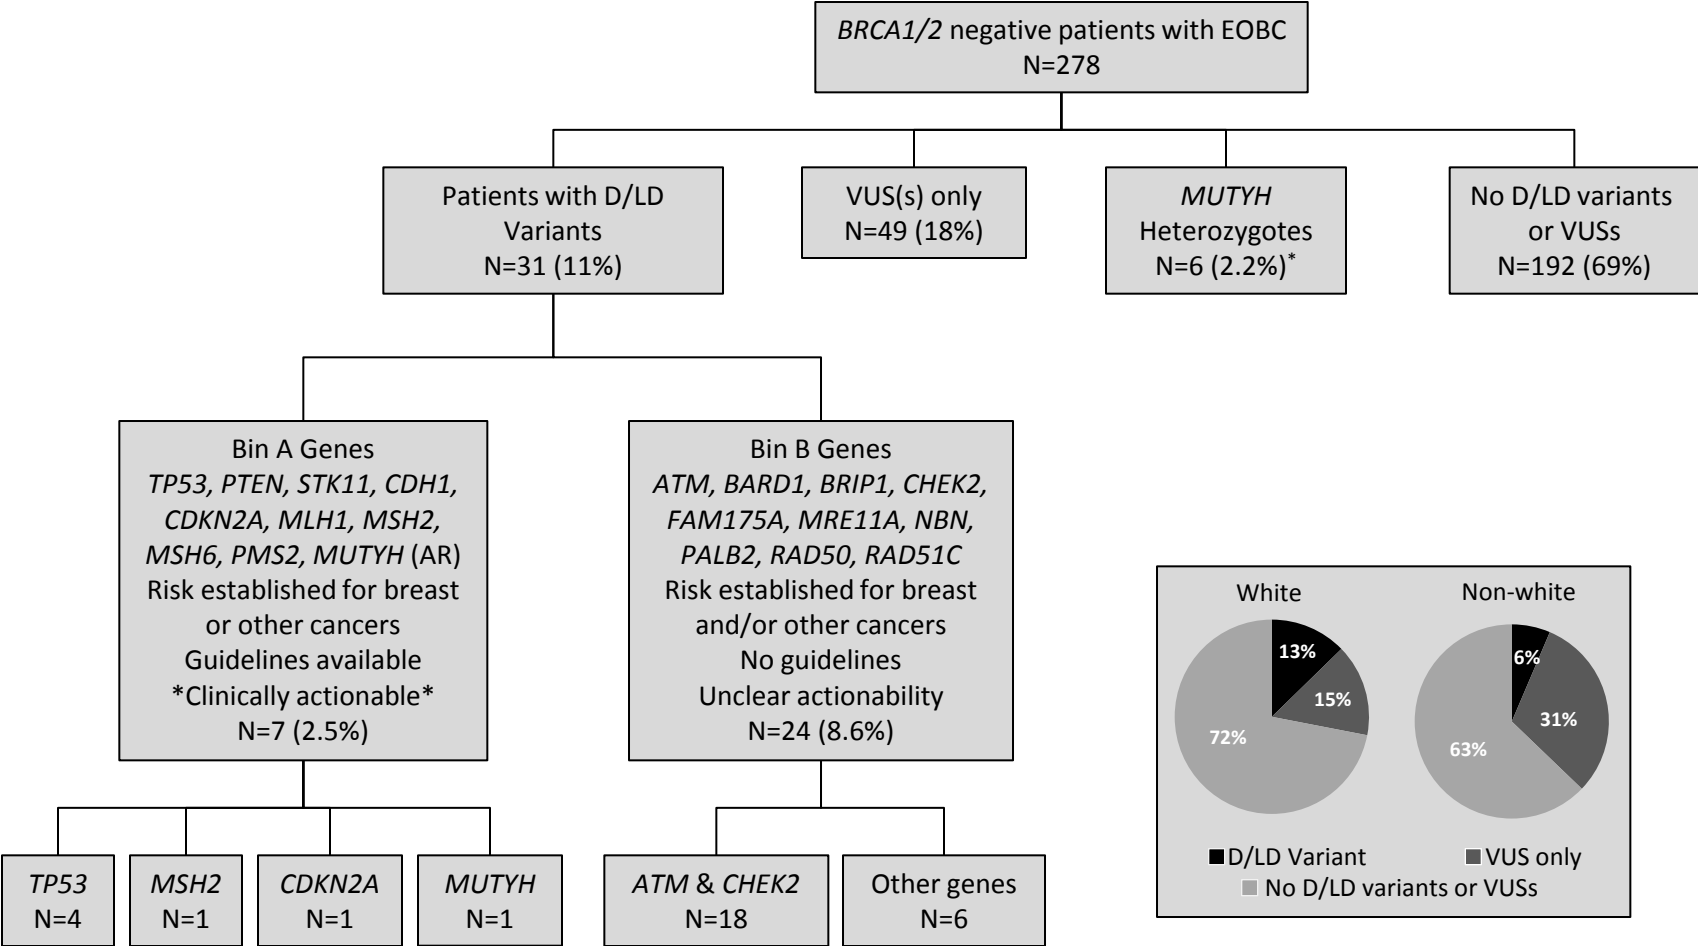 BRCA1/2 negative patients with EOBC
N=278
Patients with D/LD
Variants
N=31 (11%)
VUS(s) only
N=49 (18%)
MUTYH
Heterozygotes
N=6 (2.2%)*
No D/LD variants
or VUSs
N=192 (69%)
Bin A Genes
TP53, PTEN, STK11, CDH1,
CDKN2A, MLH1, MSH2,
MSH6, PMS2, MUTYH (AR)
Risk established for breast
or other cancers
Guidelines available
*Clinically actionable*
N=7 (2.5%)
Bin B Genes
ATM, BARD1, BRIP1, CHEK2,
FAM175A, MRE11A, NBN,
PALB2, RAD50, RAD51C
Risk established for breast
and/or other cancers
No guidelines
Unclear actionability
N=24 (8.6%)
TP53
N=4
MSH2
N=1
CDKN2A
N=1
MUTYH
N=1
ATM & CHEK2
N=18
Other genes
N=6
White
13%
15%
72%
Non-white
6%
31%
63%
D/LD Variant
VUS only
No D/LD variants or VUSs